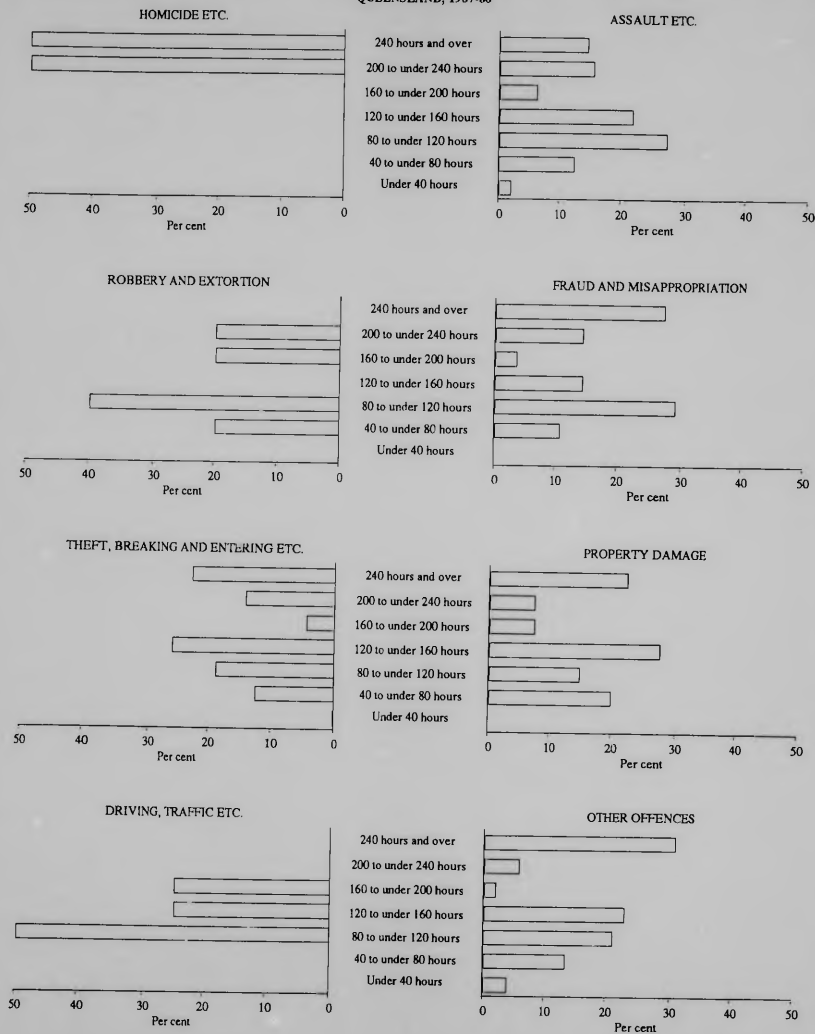 HOMICIDE ETC.
ASSAULT ETC.
240 hours and over
200 to under 240 hours
160 to under 200 hours
120 to under 160 hours
80 to under 120 hours
40 to under 80 hours
Under 40 hours
50 40 30 20 10 0
Per cent
0 10 20 30 40 50
Per cent
ROBBERY AND EXTORTION
FRAUD AND MISAPPROPRIATION
240 hours and over
200 to under 240 hours
160 to under 200 hours
120 to under 160 hours
80 to under 120 hours
40 to under 80 hours
Under 40 hours
50 40 30 20 10 0
Per cent
0 10 20 30 40 50
Per cent
THEFT, BREAKING AND ENTERING ETC.
PROPERTY DAMAGE
240 hours and over
200 to under 240 hours
160 to under 200 hours
120 to under 160 hours
80 to under 120 hours
40 to under 80 hours
Under 40 hours
50 40 30 20 10 0
Per cent
0 10 20 30 40 50
Per cent
DRIVING, TRAFFIC ETC.
OTHER OFFENCES
240 hours and over
200 to under 240 hours
160 to under 200 hours
120 to under 160 hours
80 to under 120 hours
40 to under 80 hours
Under 40 hours
50 40 30 20 10 0
Per cent
0 10 20 30 40 50
Per cent